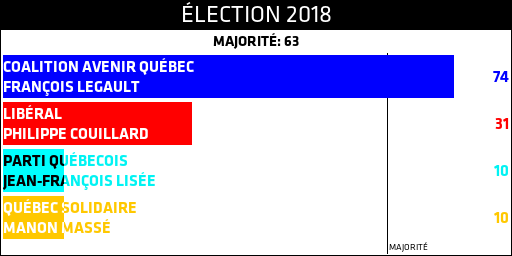 ÉLECTION 2018
MAJORITÉ: 63
COALITION AVENIR QUÉBEC
FRANÇOIS LEGAULT
74
LIBÉRAL
PHILIPPE COUILLARD
31
PARTI QUÉBECOIS
JEAN-FRANÇOIS LISÉE
10
QUÉBEC SOLIDAIRE
MANON MASSÉ
10
MAJORITÉ